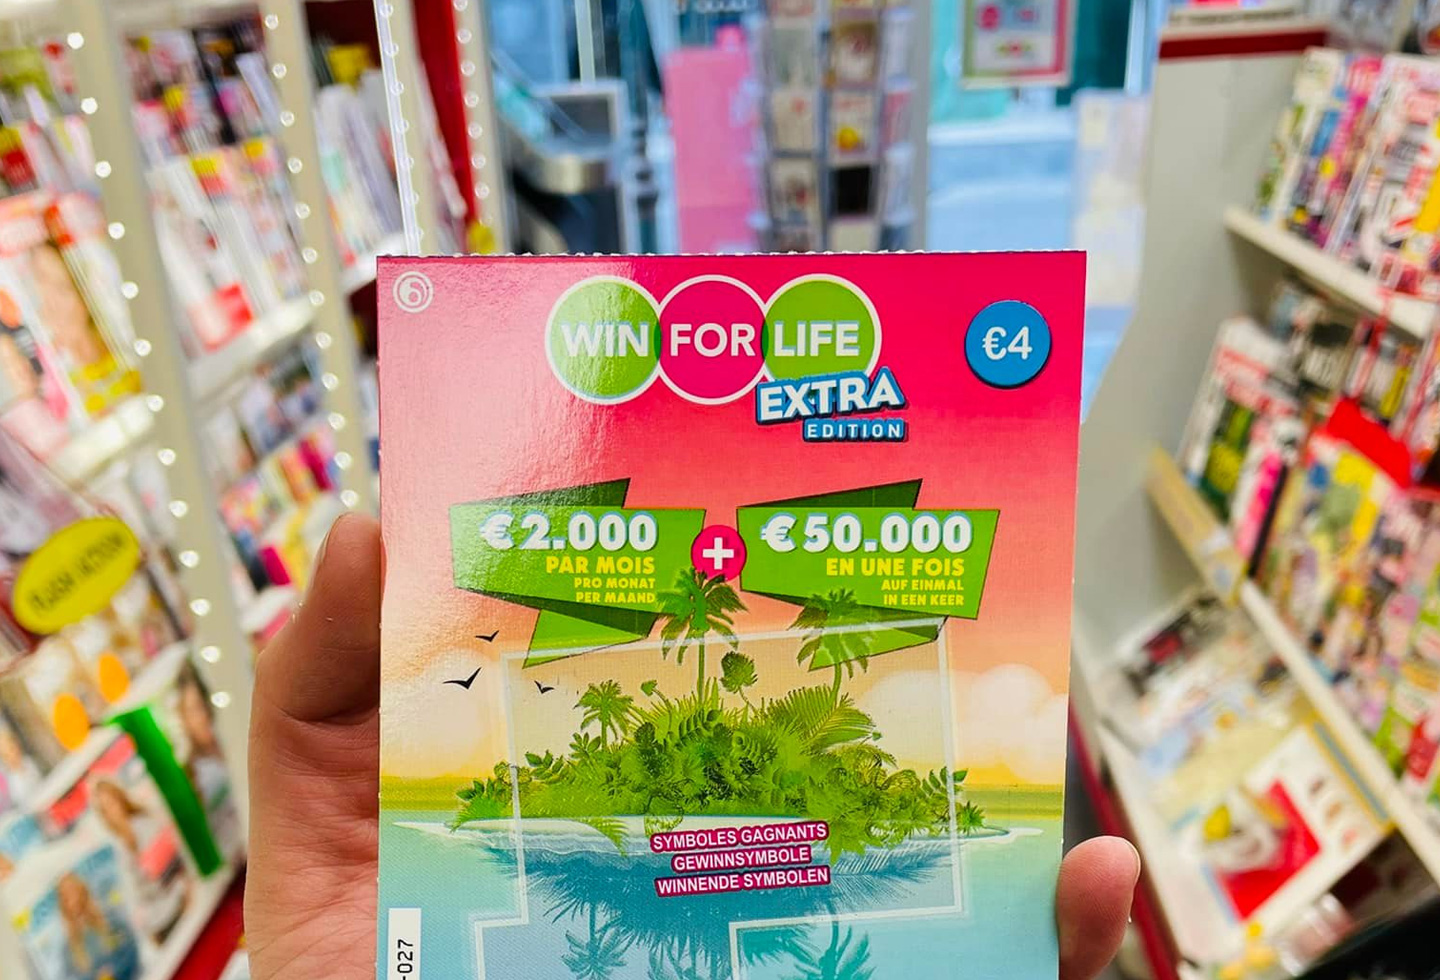 WIN FOR LIFE
EXTRA
EDITION
€4
€2.000
PAR MOIS
PRO MONAT
PER MAAND
+
€50.000
EN UNE FOIS
AUF EINMAL
IN EEN KEER
SYMBOLES GAGNANTS
GEWINNSYMBOLE
WINNENDE SYMBOLEN
-027